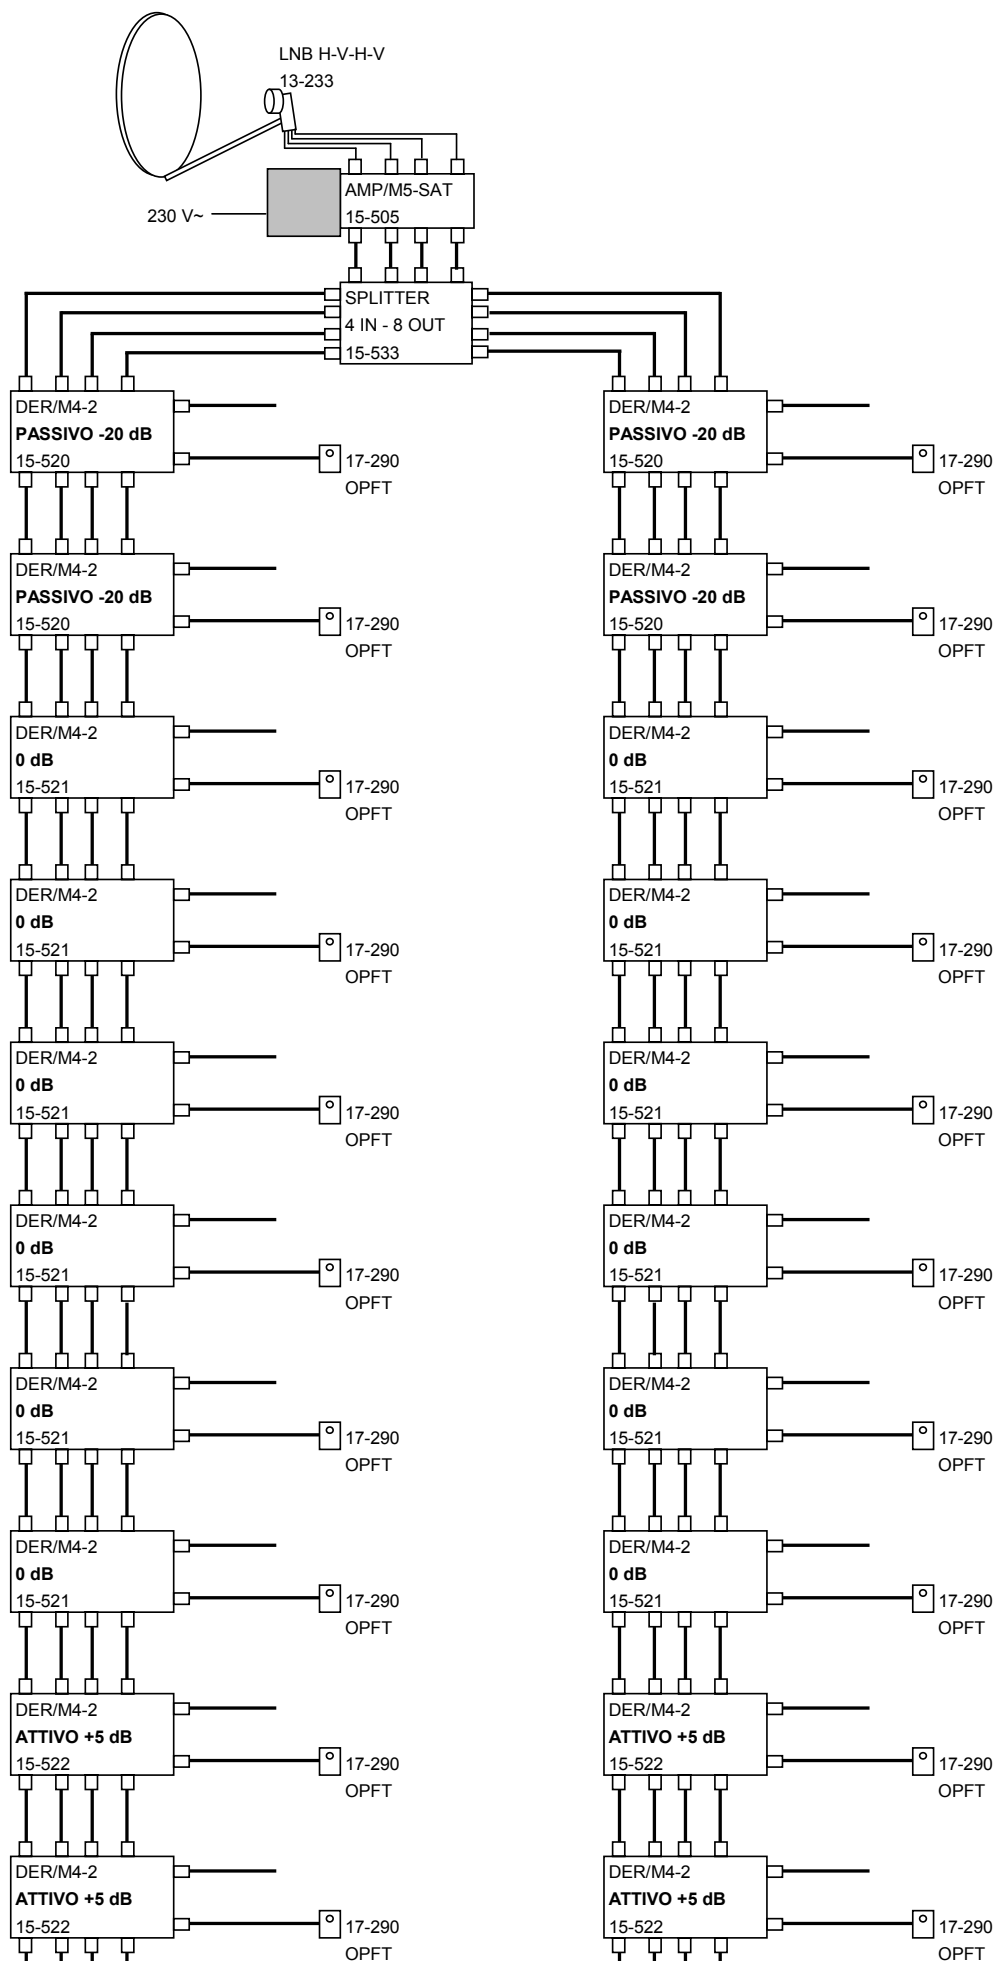 LNB H-V-H-V
13-233
AMP/M5-SAT
15-505
230 V~
SPLITTER
4 IN - 8 OUT
15-533
DER/M4-2
PASSIVO -20 dB
15-520
17-290
OPFT
DER/M4-2
PASSIVO -20 dB
15-520
17-290
OPFT
DER/M4-2
PASSIVO -20 dB
15-520
17-290
OPFT
DER/M4-2
PASSIVO -20 dB
15-520
17-290
OPFT
DER/M4-2
0 dB
15-521
17-290
OPFT
DER/M4-2
0 dB
15-521
17-290
OPFT
DER/M4-2
0 dB
15-521
17-290
OPFT
DER/M4-2
0 dB
15-521
17-290
OPFT
DER/M4-2
0 dB
15-521
17-290
OPFT
DER/M4-2
0 dB
15-521
17-290
OPFT
DER/M4-2
0 dB
15-521
17-290
OPFT
DER/M4-2
0 dB
15-521
17-290
OPFT
DER/M4-2
0 dB
15-521
17-290
OPFT
DER/M4-2
0 dB
15-521
17-290
OPFT
DER/M4-2
0 dB
15-521
17-290
OPFT
DER/M4-2
0 dB
15-521
17-290
OPFT
DER/M4-2
ATTIVO +5 dB
15-522
17-290
OPFT
DER/M4-2
ATTIVO +5 dB
15-522
17-290
OPFT
DER/M4-2
ATTIVO +5 dB
15-522
17-290
OPFT
DER/M4-2
ATTIVO +5 dB
15-522
17-290
OPFT